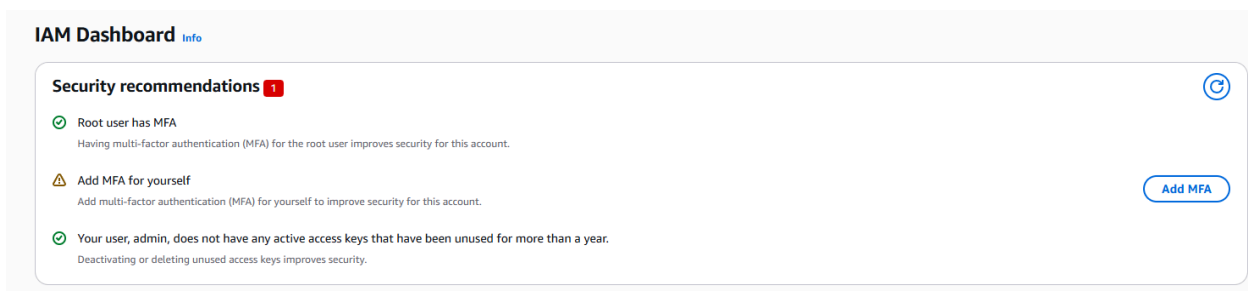 IAM Dashboard Info
Security recommendations 1
Root user has MFA
Having multi-factor authentication (MFA) for the root user improves security for this account.
Add MFA for yourself
Add multi-factor authentication (MFA) for yourself to improve security for this account.
Add MFA
Your user, admin, does not have any active access keys that have been unused for more than a year.
Deactivating or deleting unused access keys improves security.